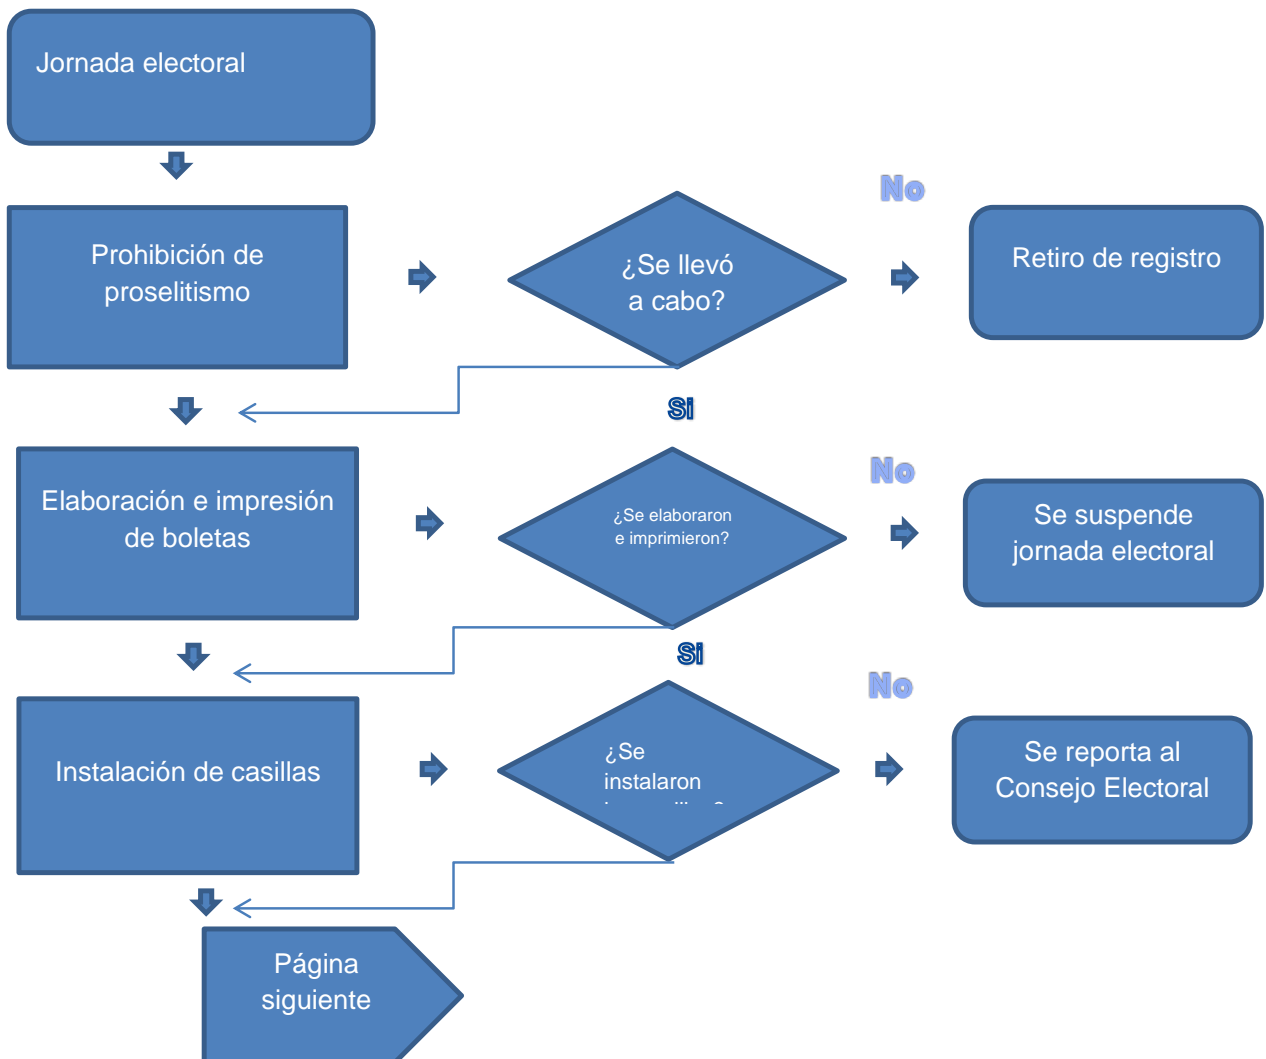 Jornada electoral
No
Prohibición de
proselitismo
¿Se llevó
a cabo?
Retiro de registro
Si
Elaboración e impresión
de boletas
¿Se elaboraron
e imprimieron?
No
Se suspende
jornada electoral
Si
Instalación de casillas
¿Se
instalaron
No
Se reporta al
Consejo Electoral
Página
siguiente